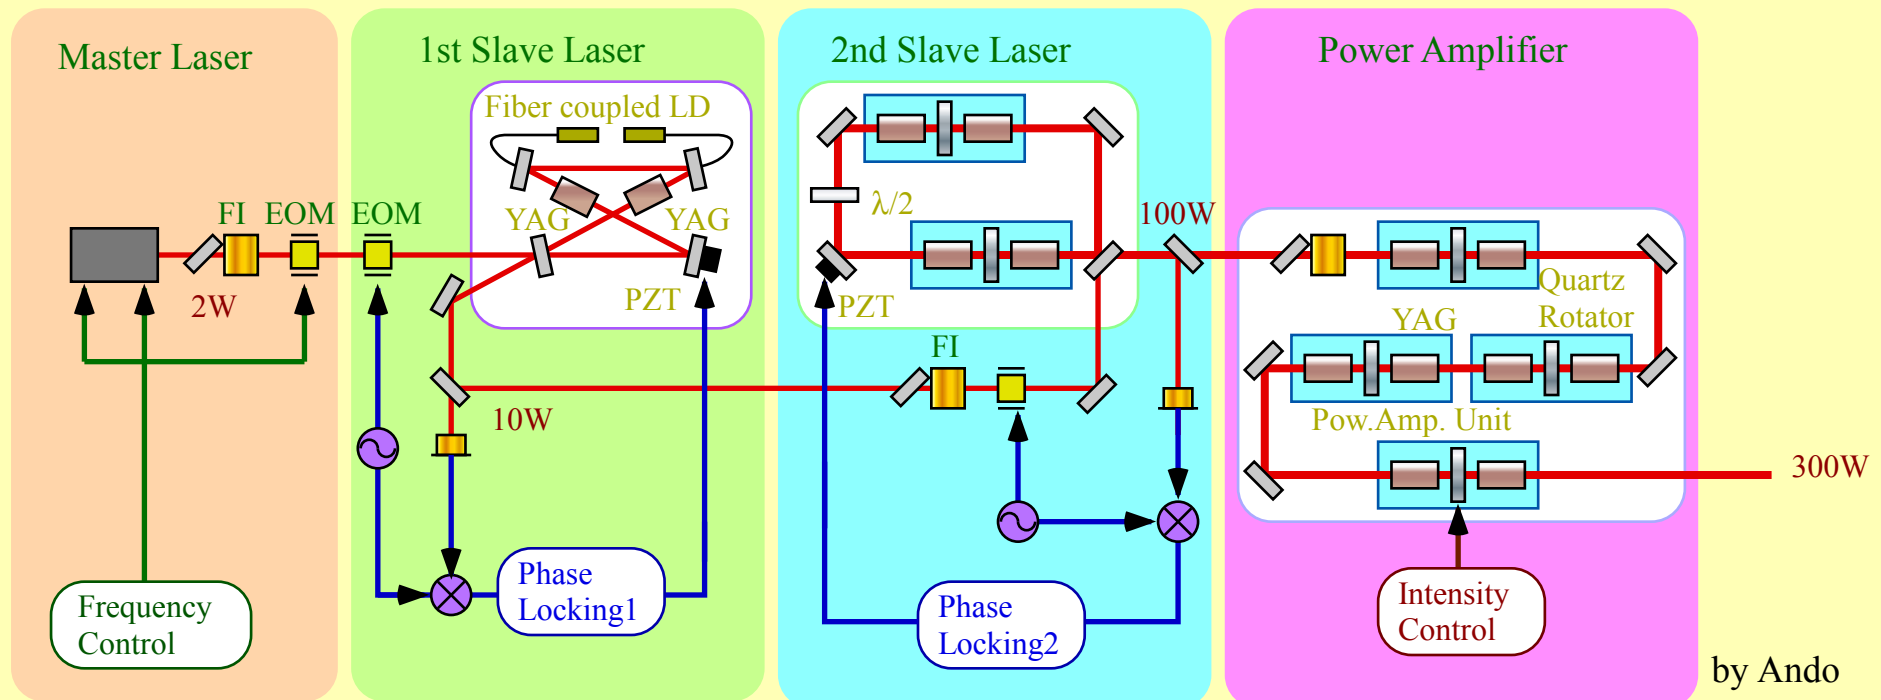 Master Laser
1st Slave Laser
2nd Slave Laser
Power Amplifier
Fiber coupled LD
FI
EOM
EOM
YAG
YAG
2W
PZT
10W
λ/2
100W
PZT
FI
Quartz
Rotator
YAG
Pow.Amp. Unit
300W
Frequency
Control
Phase
Locking1
Phase
Locking2
Intensity
Control
by Ando